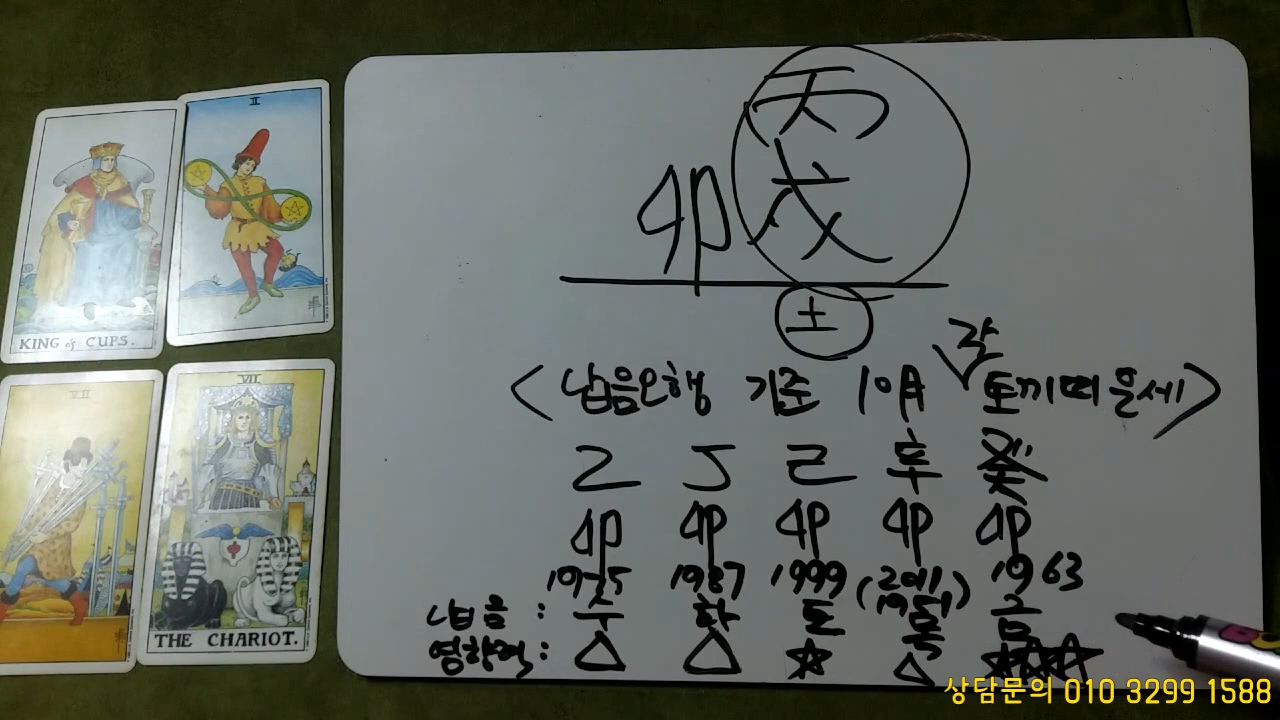 II
KING of CUPS.
VII
VII
THE CHARIOT.
丙
卯 戌
土
<납음오행 기준 10月 각 토끼띠 운세>
乙 丁 己 辛 癸
卯 卯 卯 卯 卯
1975 1987 1999 (2011 1963
납음 : 수 화 토 목 금
영향력 : △ △ ☆ △ ☆☆☆
상담문의 010 3299 1588